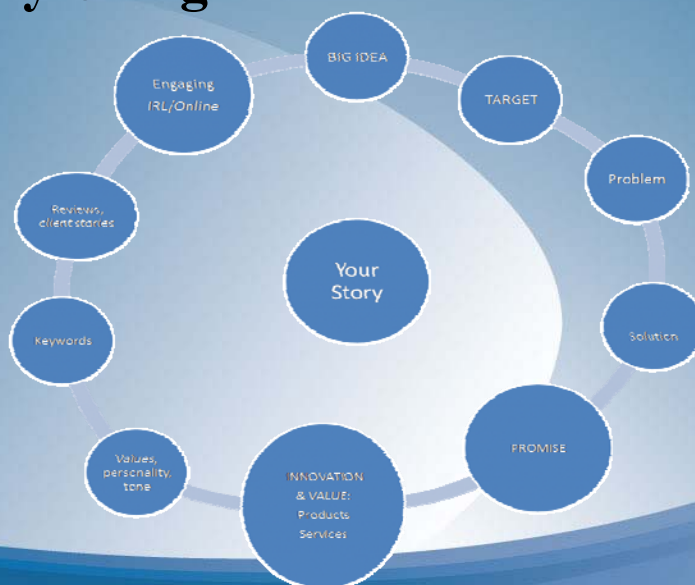 BIG IDEA
TARGET
Problem
Solution
PROMISE
INNOVATION
& VALUE:
Products
Services
Values,
personality,
tone
Keywords
Reviews,
client stories
Engaging
IRL/Online
Your
Story